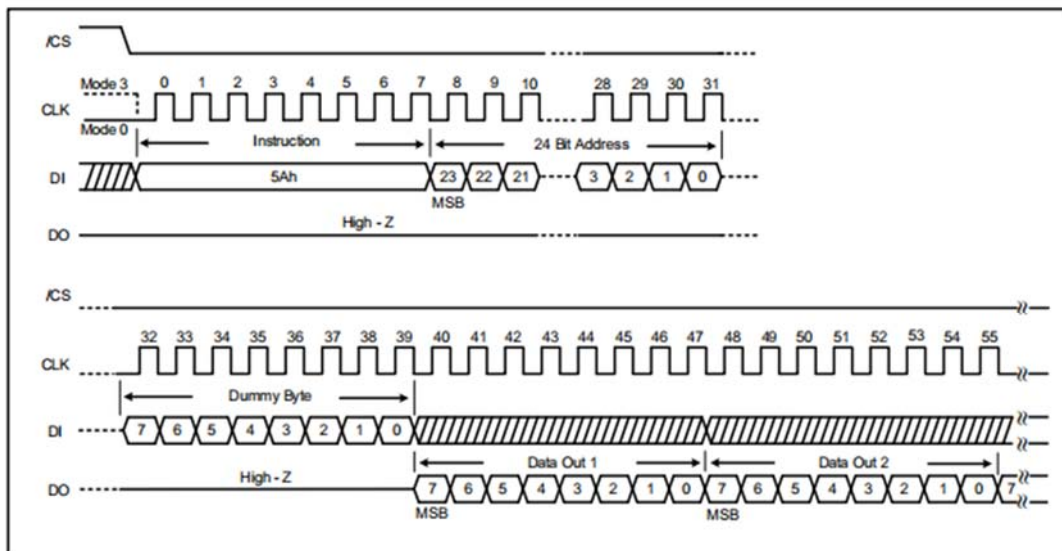 /CS
Mode 3 0 1 2 3 4 5 6 7 8 9 10 28 29 30 31
CLK
Mode 0 Instruction 24 Bit Address
DI 5Ah 23 22 21 3 2 1 0
MSB
High - Z
DO
/CS
32 33 34 35 36 37 38 39 40 41 42 43 44 45 46 47 48 49 50 51 52 53 54 55
CLK
Dummy Byte
DI 7 6 5 4 3 2 1 0
High - Z Data Out 1 Data Out 2
DO 7 6 5 4 3 2 1 0 7 6 5 4 3 2 1 0 7
MSB MSB